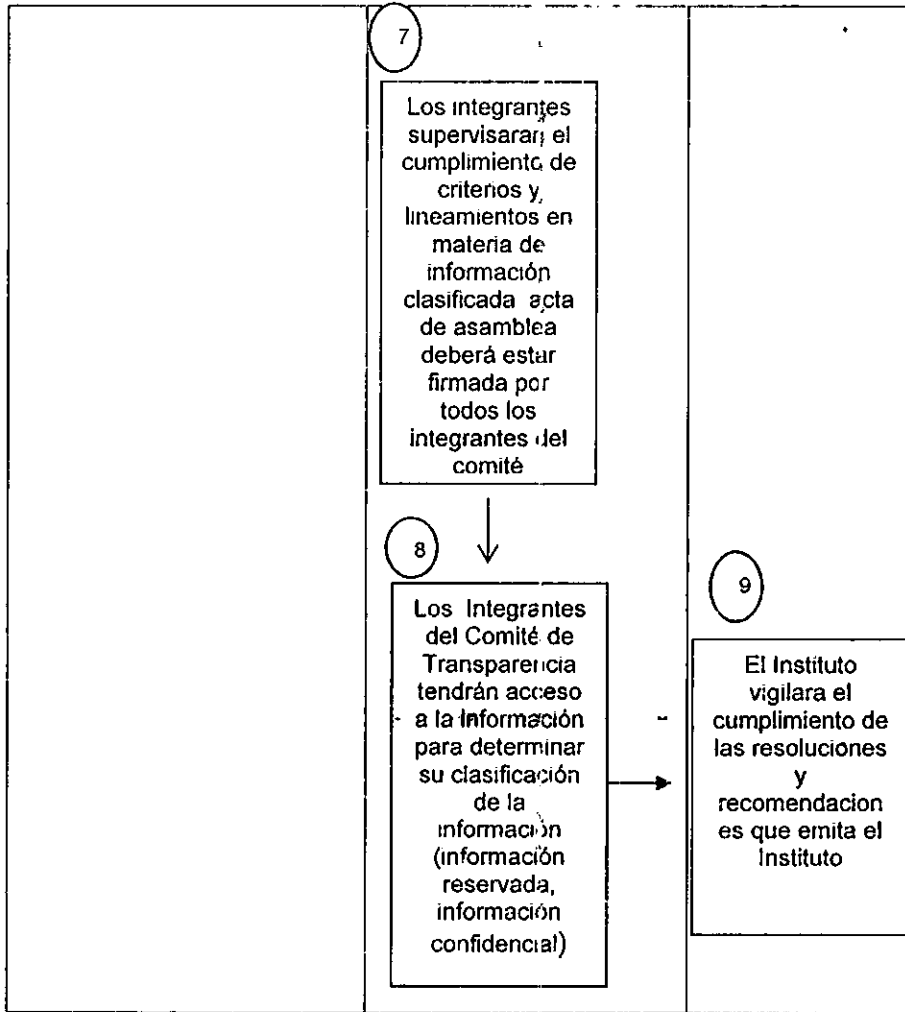 7
Los integrantes
supervisaran el
cumplimiento de
criterios y
lineamientos en
materia de
información
clasificada acta
de asamblea
deberá estar
firmada por
todos los
integrantes del
comité
8
Los Integrantes
del Comité de
Transparencia
tendrán acceso
a la Información
para determinar
su clasificación
de la
información
(información
reservada,
información
confidencial)
9
El Instituto
vigilara el
cumplimiento de
las resoluciones
y
recomendacion
es que emita el
Instituto